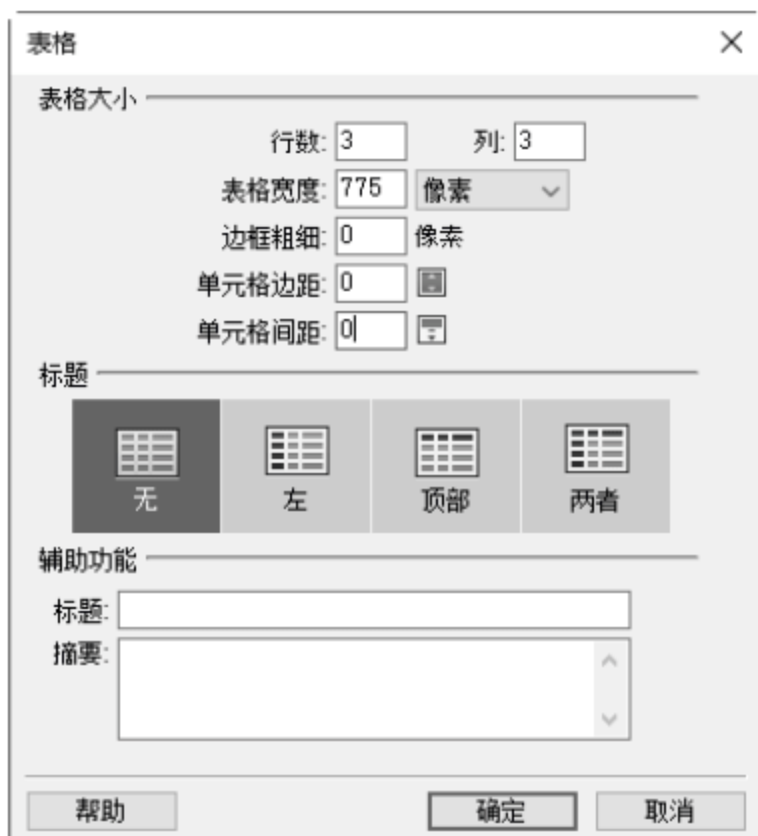 表格
表格大小
行数: 3 列: 3
表格宽度: 775 像素
边框粗细: 0 像素
单元格边距: 0
单元格间距: 0
标题
无 左 顶部 两者
辅助功能
标题:
摘要:
帮助 确定 取消